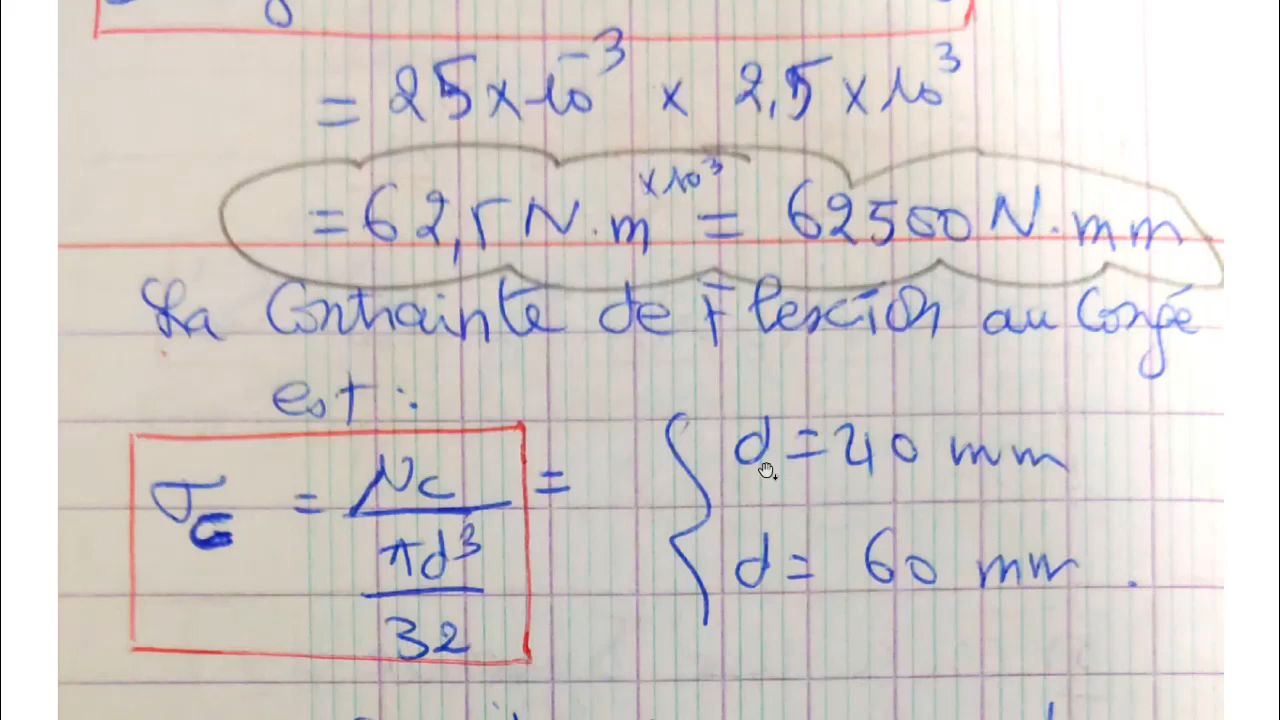 = 25 × 10⁻³ × 2,5 × 10³
= 62,5 N.m ×10³ = 62500 N.mm
La Contrainte de Flexion au Congé
est :
σG = Mc / (πd³ / 32) = { d = 40 mm
d = 60 mm .